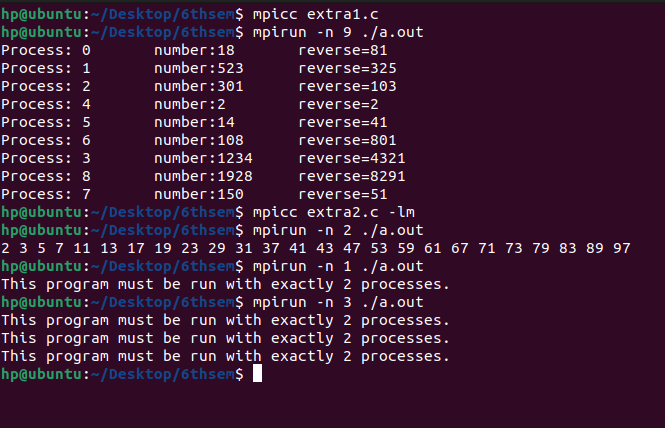 hp@ubuntu:~/Desktop/6thsem$ mpicc extra1.c
hp@ubuntu:~/Desktop/6thsem$ mpirun -n 9 ./a.out
Process: 0	number:18	reverse=81
Process: 1	number:523	reverse=325
Process: 2	number:301	reverse=103
Process: 4	number:2	reverse=2
Process: 5	number:14	reverse=41
Process: 6	number:108	reverse=801
Process: 3	number:1234	reverse=4321
Process: 8	number:1928	reverse=8291
Process: 7	number:150	reverse=51
hp@ubuntu:~/Desktop/6thsem$ mpicc extra2.c -lm
hp@ubuntu:~/Desktop/6thsem$ mpirun -n 2 ./a.out
2 3 5 7 11 13 17 19 23 29 31 37 41 43 47 53 59 61 67 71 73 79 83 89 97
hp@ubuntu:~/Desktop/6thsem$ mpirun -n 1 ./a.out
This program must be run with exactly 2 processes.
hp@ubuntu:~/Desktop/6thsem$ mpirun -n 3 ./a.out
This program must be run with exactly 2 processes.
This program must be run with exactly 2 processes.
This program must be run with exactly 2 processes.
hp@ubuntu:~/Desktop/6thsem$